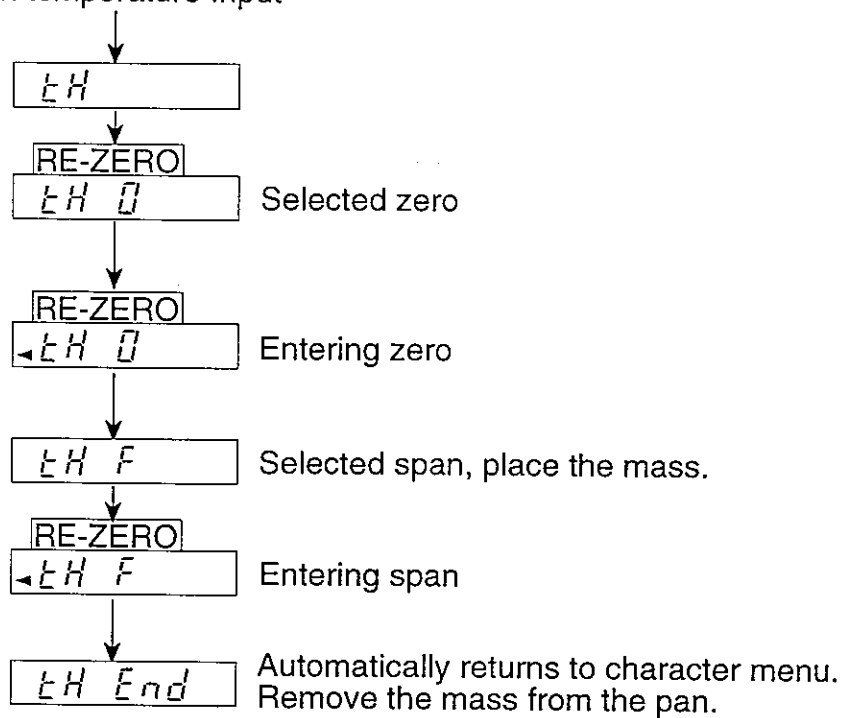 temperature input
tH
RE-ZERO
tH 0 Selected zero
RE-ZERO
tH 0 Entering zero
tH F Selected span, place the mass.
RE-ZERO
tH F Entering span
tH End Automatically returns to character menu.
Remove the mass from the pan.